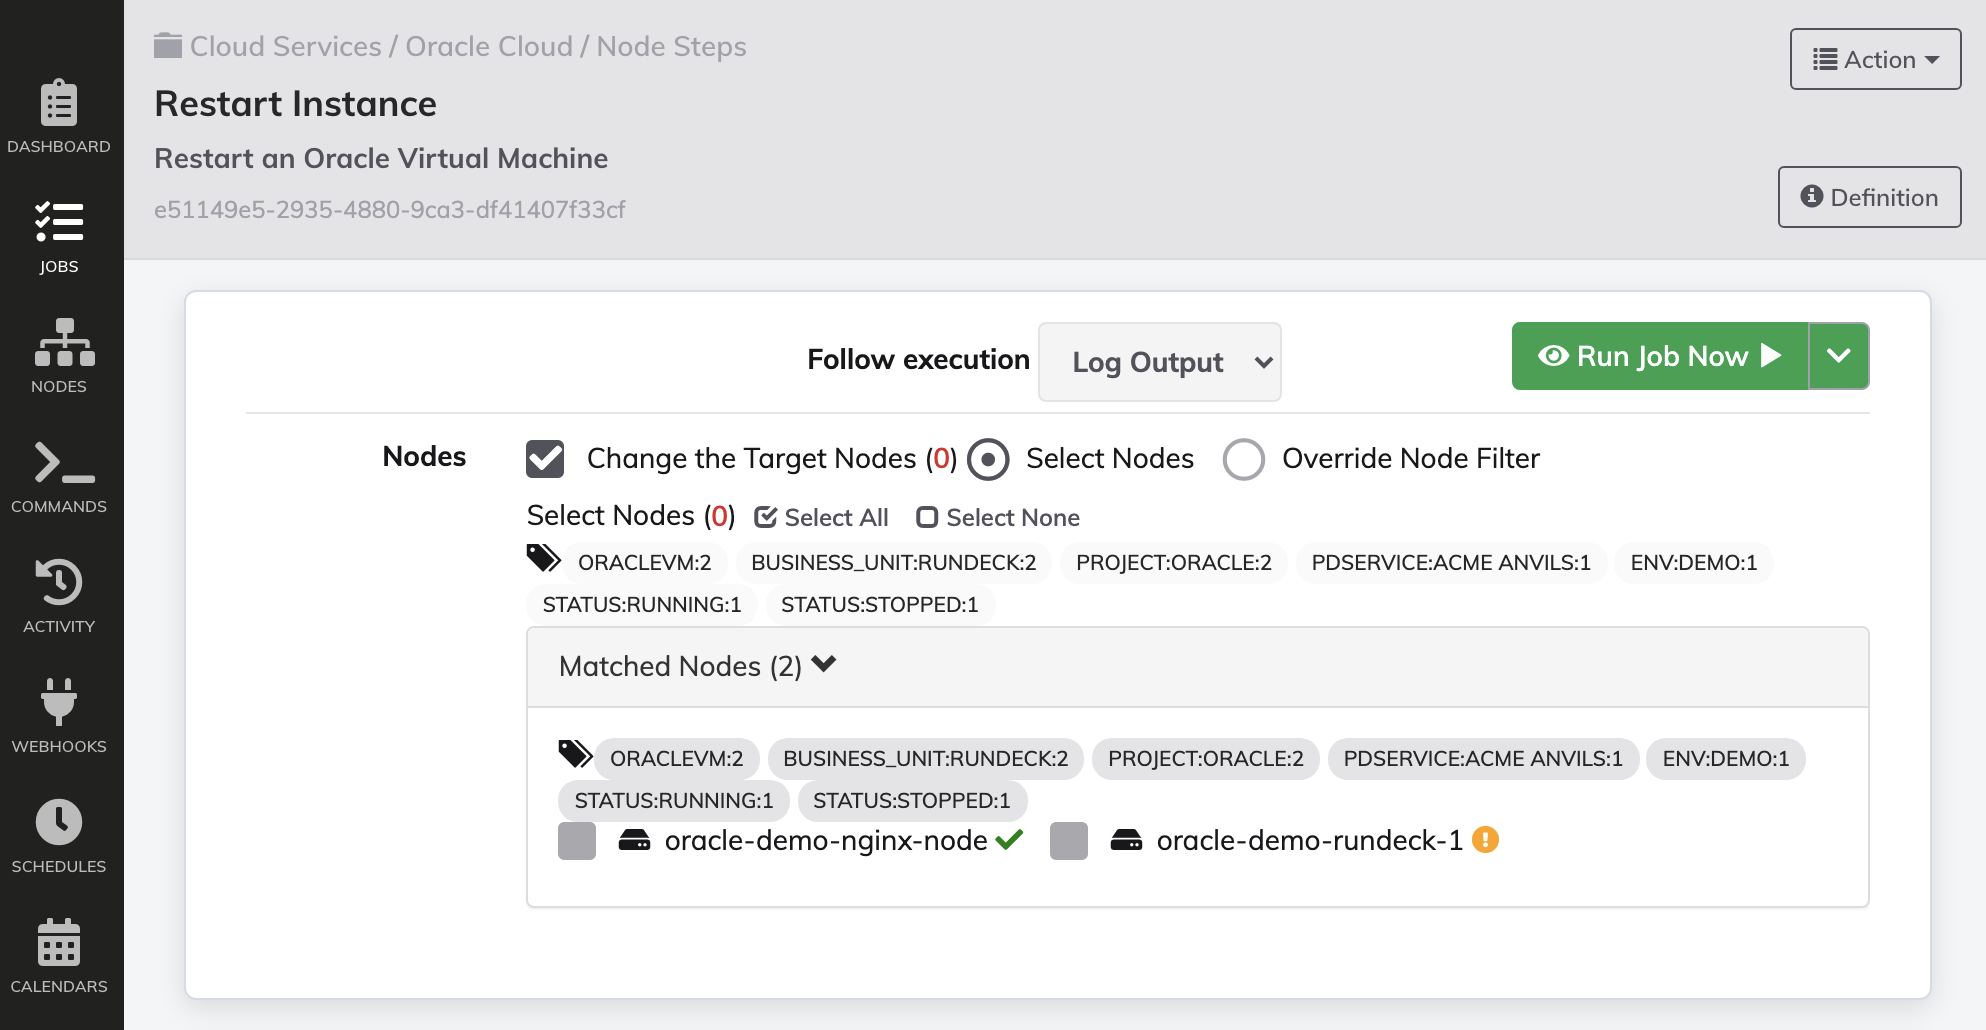 DASHBOARD
JOBS
NODES
COMMANDS
ACTIVITY
WEBHOOKS
SCHEDULES
CALENDARS
Cloud Services / Oracle Cloud / Node Steps
Action
Restart Instance
Restart an Oracle Virtual Machine
e51149e5-2935-4880-9ca3-df41407f33cf
Definition
Follow execution Log Output
Run Job Now
Nodes Change the Target Nodes (0) Select Nodes Override Node Filter
Select Nodes (0) Select All Select None
ORACLEVM:2 BUSINESS_UNIT:RUNDECK:2 PROJECT:ORACLE:2 PDSERVICE:ACME ANVILS:1 ENV:DEMO:1
STATUS:RUNNING:1 STATUS:STOPPED:1
Matched Nodes (2)
ORACLEVM:2 BUSINESS_UNIT:RUNDECK:2 PROJECT:ORACLE:2 PDSERVICE:ACME ANVILS:1 ENV:DEMO:1
STATUS:RUNNING:1 STATUS:STOPPED:1
oracle-demo-nginx-node oracle-demo-rundeck-1